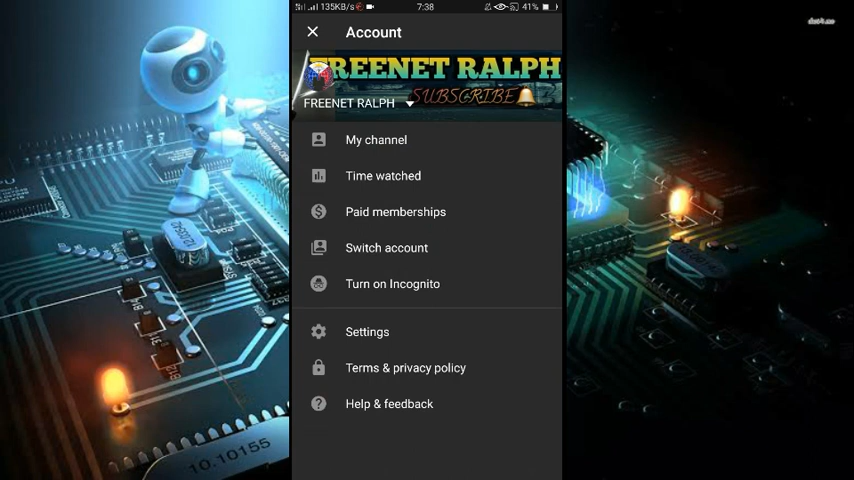 135KB/s
7:38
41%
Account
FREENET RALPH
SUBSCRIBE
FREENET RALPH
My channel
Time watched
Paid memberships
Switch account
Turn on Incognito
Settings
Terms & privacy policy
Help & feedback
10.10155